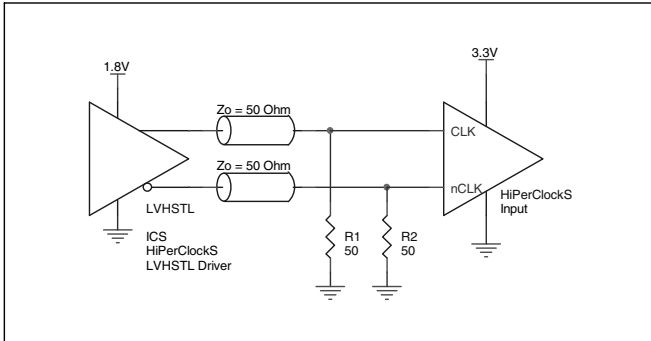 1.8V
3.3V
Zo = 50 Ohm
CLK
Zo = 50 Ohm
nCLK
HiPerClockS
Input
LVHSTL
ICS
HiPerClockS
LVHSTL Driver
R1
50
R2
50